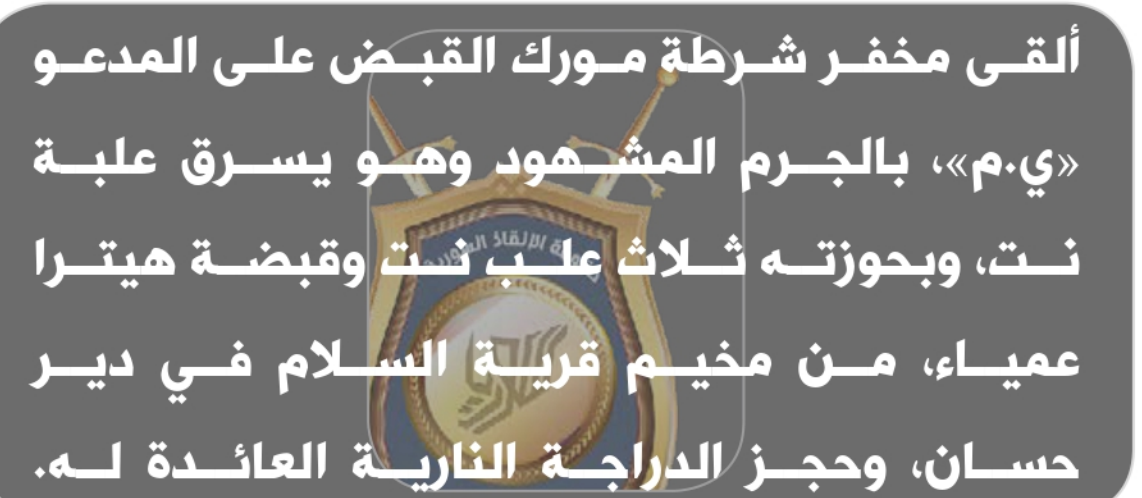 ألقى مخفر شرطة مورك القبض على المدعو
«ي.م»، بالجرم المشهود وهو يسرق علبة
نت، وبحوزته ثلاث علب نت وقبضة هيترا
عمياء، من مخيم قرية السلام في دير
حسان، وحجز الدراجة النارية العائدة له.